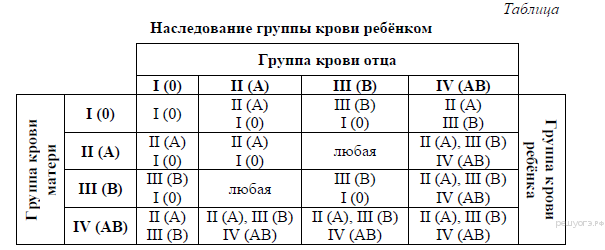 Таблица
Наследование группы крови ребёнком
Группа крови отца
I (0) II (A) III (B) IV (AB)
Группа крови матери
I (0) I (0) II (A) I (0) III (B) I (0) II (A) III (B)
II (A) II (A) I (0) II (A) I (0) любая II (A), III (B) IV (AB)
III (B) III (B) I (0) любая III (B) I (0) II (A), III (B) IV (AB)
IV (AB) II (A) III (B) II (A), III (B) IV (AB) II (A), III (B) IV (AB) II (A), III (B) IV (AB)
Группа крови ребёнка
решуогэ.рф